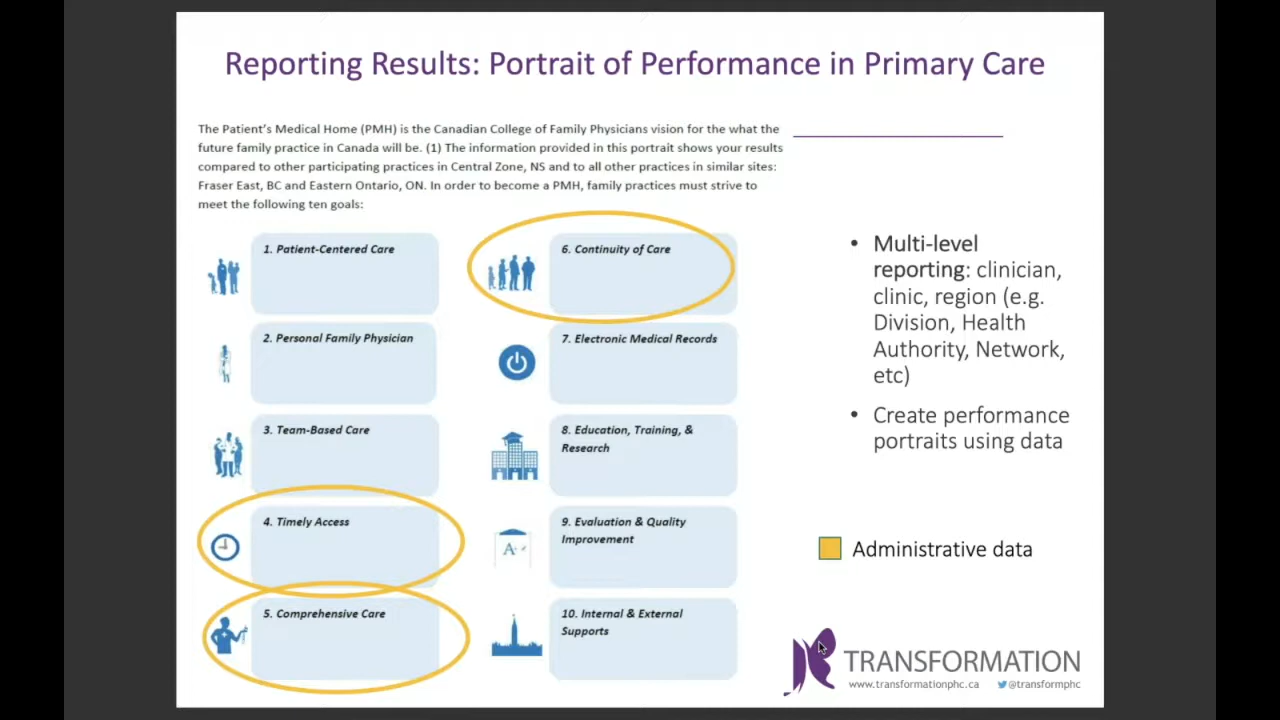 Reporting Results: Portrait of Performance in Primary Care
The Patient's Medical Home (PMH) is the Canadian College of Family Physicians vision for the what the
future family practice in Canada will be. (1) The information provided in this portrait shows your results
compared to other participating practices in Central Zone, NS and to all other practices in similar sites:
Fraser East, BC and Eastern Ontario, ON. In order to become a PMH, family practices must strive to
meet the following ten goals:
1. Patient-Centered Care
2. Personal Family Physician
3. Team-Based Care
4. Timely Access
5. Comprehensive Care
6. Continuity of Care
7. Electronic Medical Records
8. Education, Training, &
Research
9. Evaluation & Quality
Improvement
A+
10. Internal & External
Supports
• Multi-level
reporting: clinician,
clinic, region (e.g.
Division, Health
Authority, Network,
etc)
• Create performance
portraits using data
Administrative data
TRANSFORMATION
www.transformationphc.ca
@transformphc